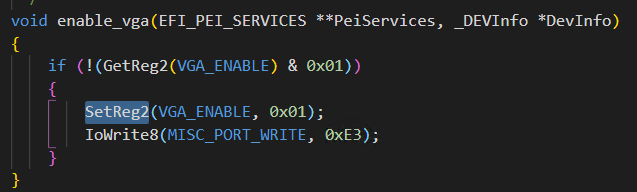 void enable_vga(EFI_PEI_SERVICES **PeiServices, _DEVInfo *DevInfo)
{
    if (!(GetReg2(VGA_ENABLE) & 0x01))
    {
        SetReg2(VGA_ENABLE, 0x01);
        IoWrite8(MISC_PORT_WRITE, 0xE3);
    }
}